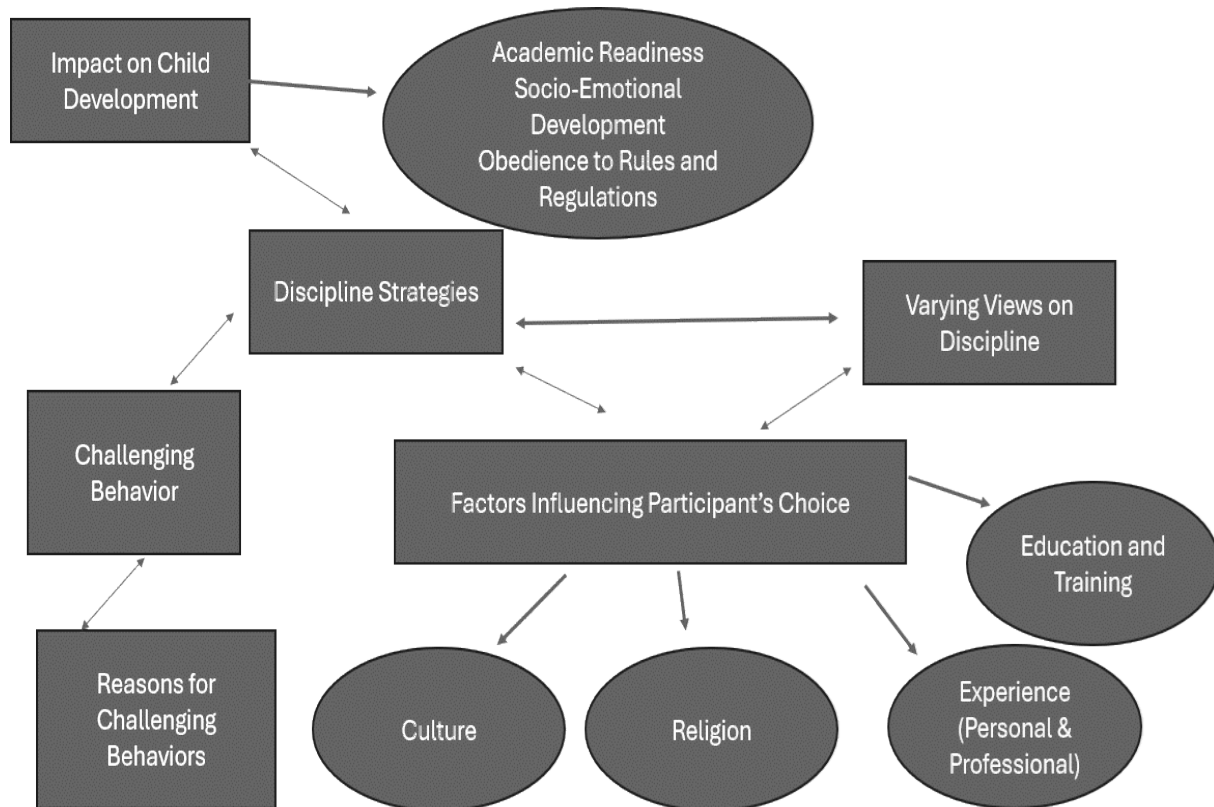 Impact on Child
Development
Academic Readiness
Socio-Emotional
Development
Obedience to Rules and
Regulations
Discipline Strategies
Varying Views on
Discipline
Challenging
Behavior
Factors Influencing Participant’s Choice
Education and
Training
Reasons for
Challenging
Behaviors
Culture
Religion
Experience
(Personal &
Professional)